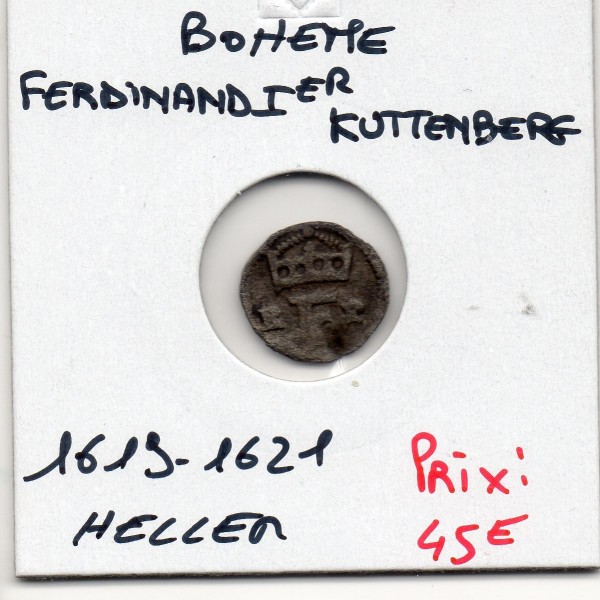 BOHEME
FERDINAND IER
KUTTENBERG
1619-1621
HELLER
PRix:
45E